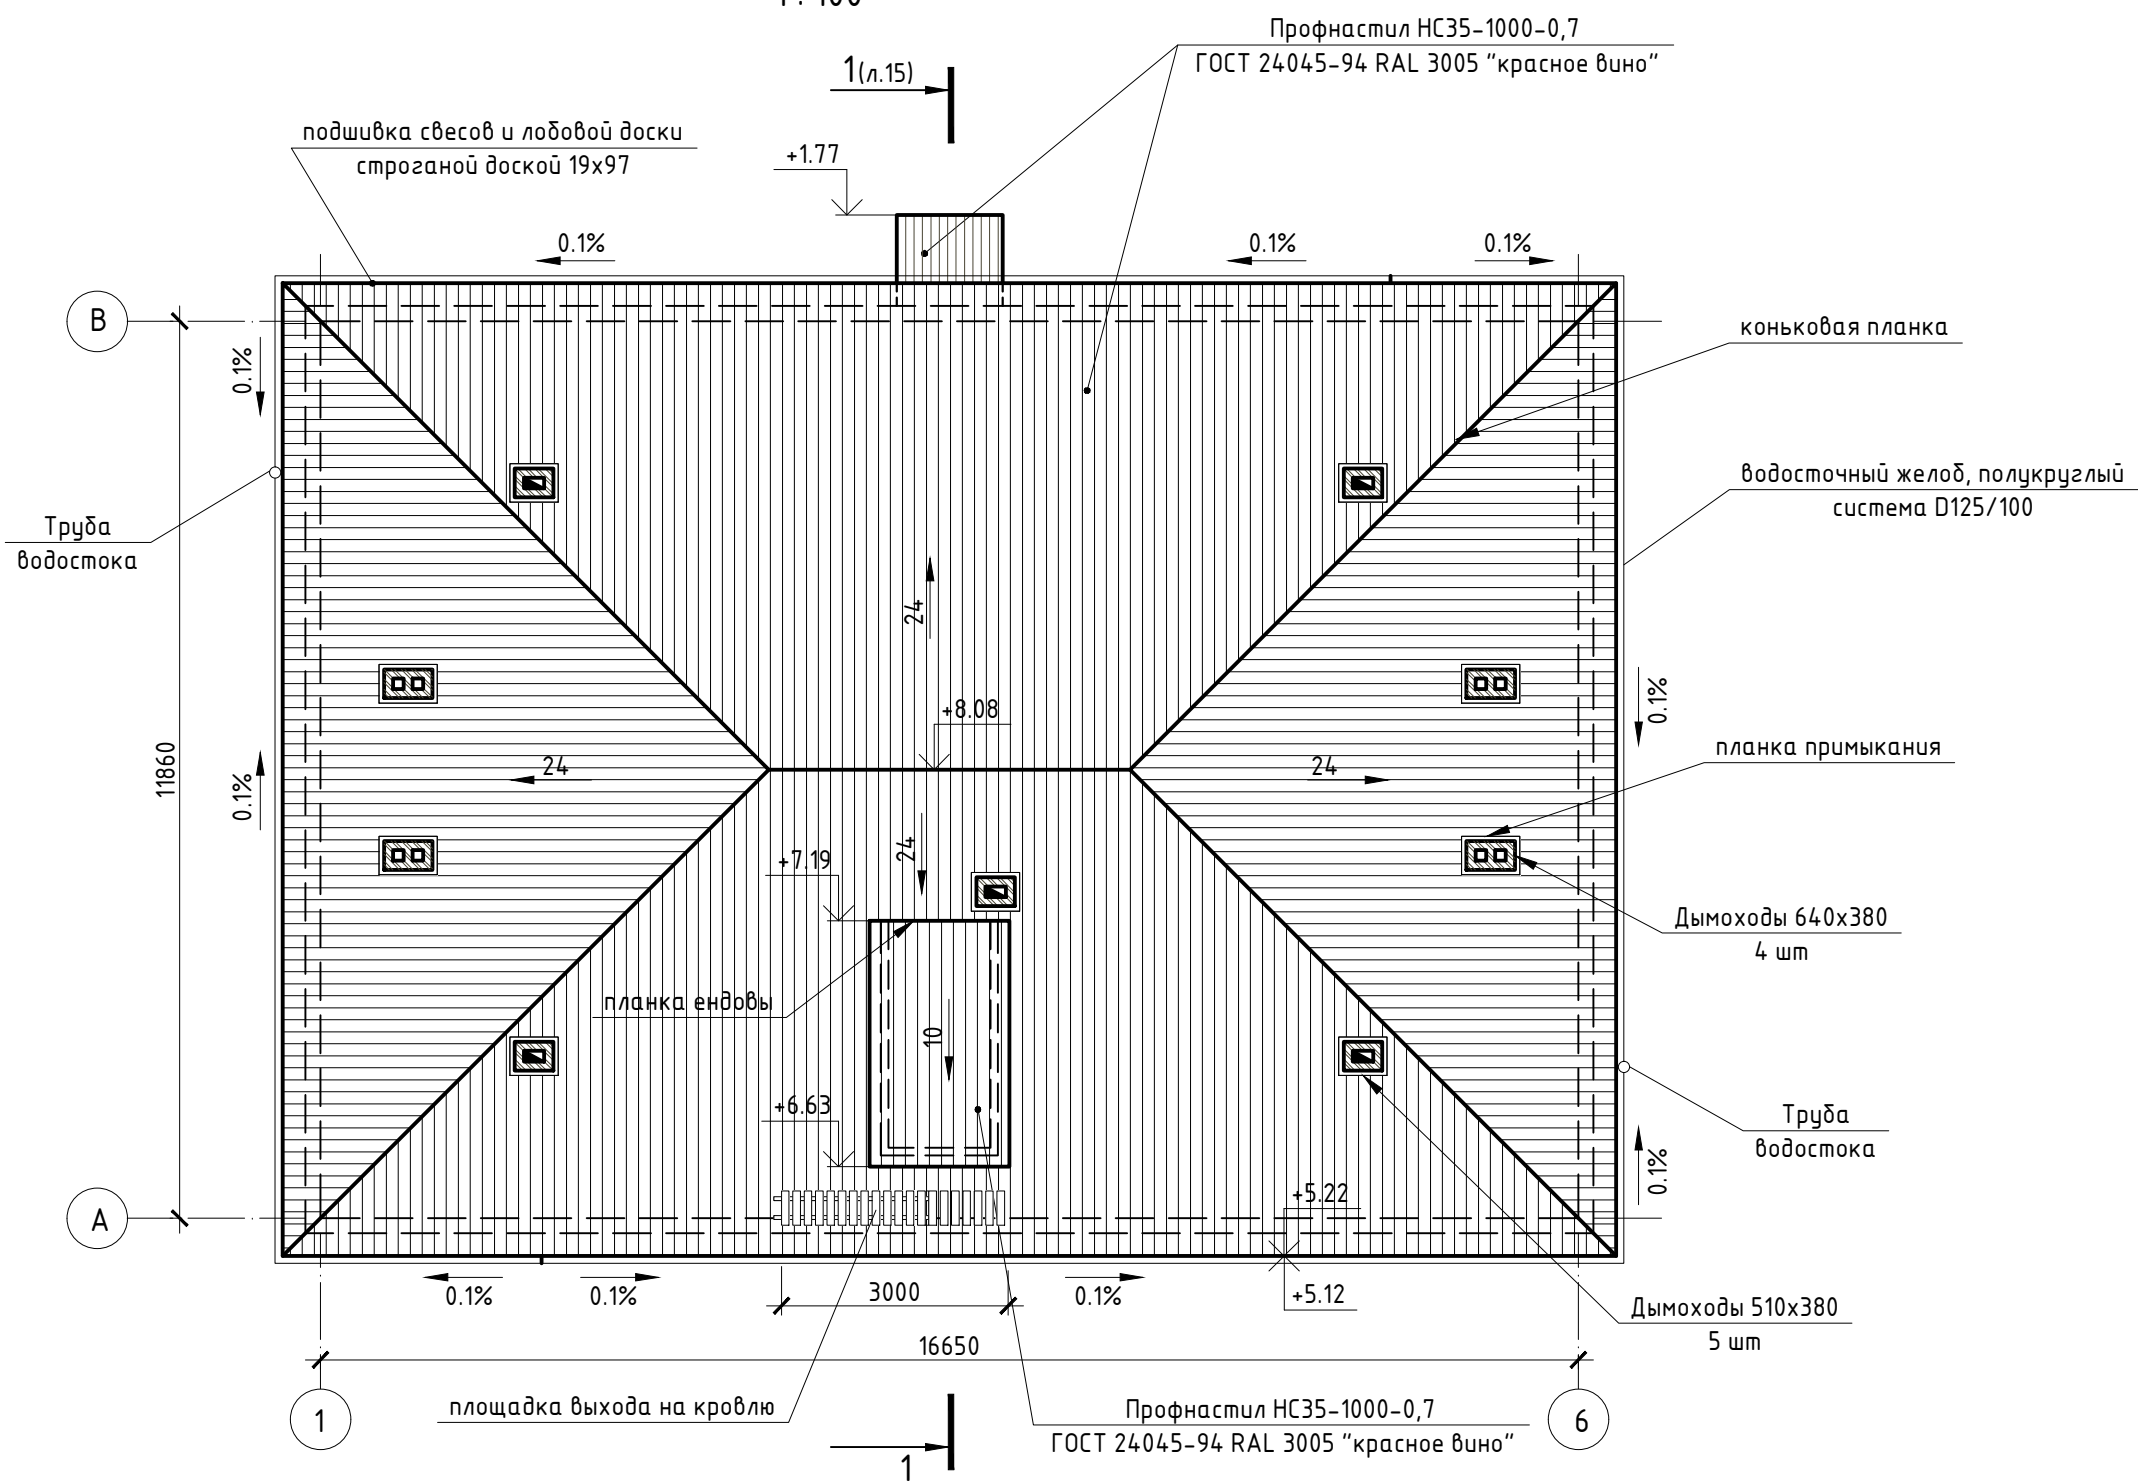 1 : 100
Профнастил НС35-1000-0,7
ГОСТ 24045-94 RAL 3005 "красное вино"
1(л.15)
подшивка свесов и лобовой доски
строганой доской 19х97
+1.77
0.1%
0.1%
0.1%
В
коньковая планка
0.1%
водосточный желоб, полукруглый
система D125/100
Труба
водостока
24
0.1%
+8.08
планка примыкания
11860
24
24
0.1%
24
+7.19
Дымоходы 640х380
4 шт
планка ендовы
10
+6.63
Труба
водостока
0.1%
+5.22
А
0.1%
0.1%
3000
0.1%
+5.12
Дымоходы 510х380
5 шт
16650
площадка выхода на кровлю
1
Профнастил НС35-1000-0,7
ГОСТ 24045-94 RAL 3005 "красное вино"
6
1